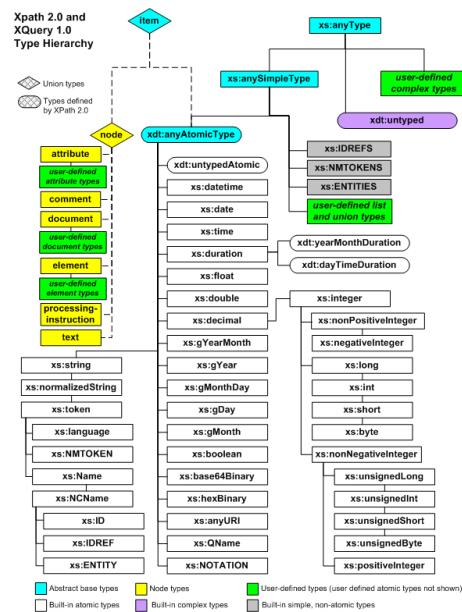 Xpath 2.0 and
XQuery 1.0
Type Hierarchy
Union types
Types defined
by XPath 2.0
item
node
attribute
user-defined
attribute types
comment
document
user-defined
document types
element
user-defined
element types
processing-
instruction
text
xs:anyType
xs:anySimpleType
user-defined
complex types
xdt:untyped
xs:IDREFS
xs:NMTOKENS
xs:ENTITIES
user-defined list
and union types
xdt:anyAtomicType
xdt:untypedAtomic
xs:datetime
xs:date
xs:time
xs:duration
xdt:yearMonthDuration
xdt:dayTimeDuration
xs:float
xs:double
xs:decimal
xs:integer
xs:nonPositiveInteger
xs:negativeInteger
xs:long
xs:int
xs:short
xs:byte
xs:nonNegativeInteger
xs:unsignedLong
xs:unsignedInt
xs:unsignedShort
xs:unsignedByte
xs:positiveInteger
xs:gYearMonth
xs:gYear
xs:gMonthDay
xs:gDay
xs:gMonth
xs:boolean
xs:base64Binary
xs:hexBinary
xs:anyURI
xs:QName
xs:NOTATION
xs:string
xs:normalizedString
xs:token
xs:language
xs:NMTOKEN
xs:Name
xs:NCName
xs:ID
xs:IDREF
xs:ENTITY
Abstract base types
Node types
User-defined types (user defined atomic types not shown)
Built-in atomic types
Built-in complex types
Built-in simple, non-atomic types